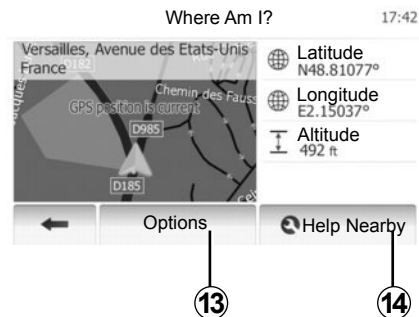 Where Am I?
17:42
Versailles, Avenue des Etats-Unis
France
D182
Chemin des Fauss
GPS position is current
D985
D185
Latitude
N48.81077°
Longitude
E2.15037°
Altitude
492 ft
Options
Help Nearby
13
14